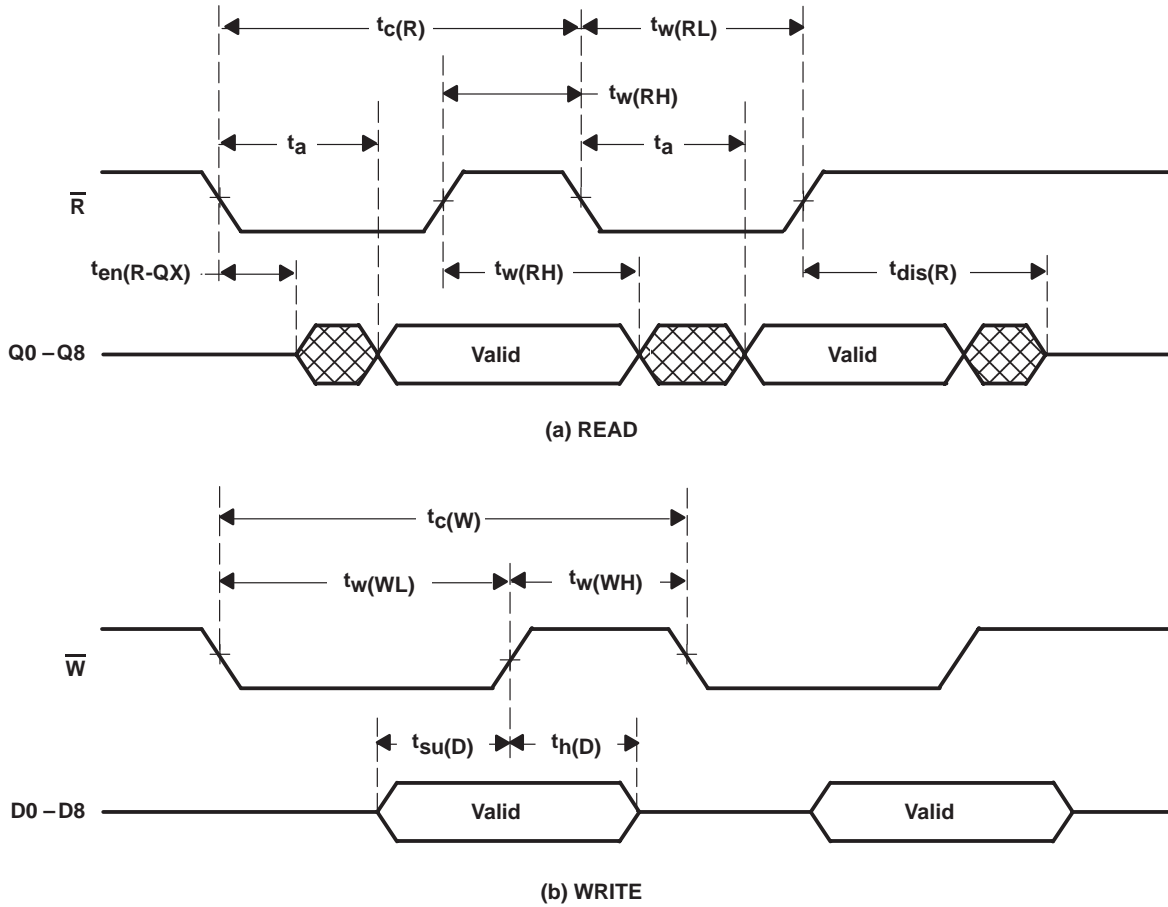 tc(R)
tw(RL)
tw(RH)
ta
ta
R̅
ten(R-QX)
tw(RH)
tdis(R)
Q0 – Q8
Valid
Valid
(a) READ
tc(W)
tw(WL)
tw(WH)
W̅
tsu(D)
th(D)
D0 – D8
Valid
Valid
(b) WRITE